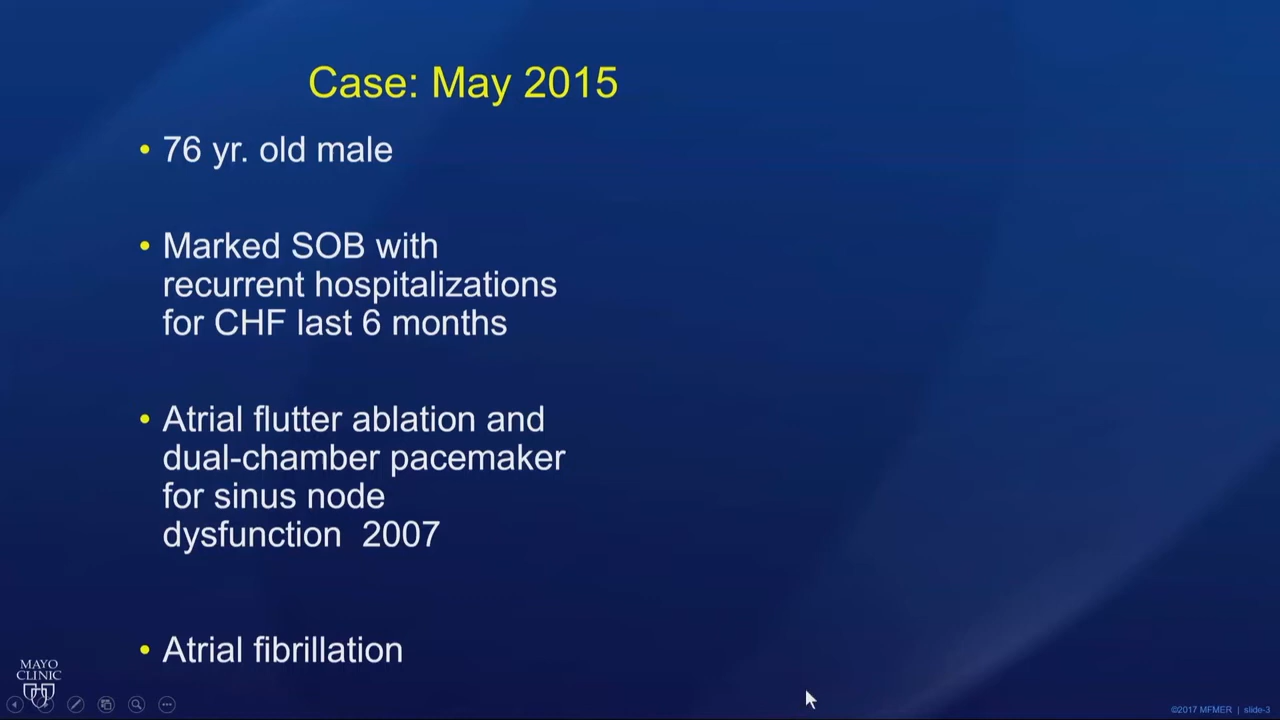 Case: May 2015
• 76 yr. old male
• Marked SOB with
recurrent hospitalizations
for CHF last 6 months
• Atrial flutter ablation and
dual-chamber pacemaker
for sinus node
dysfunction  2007
• Atrial fibrillation
MAYO
CLINIC
©2017 MFMER | slide-3